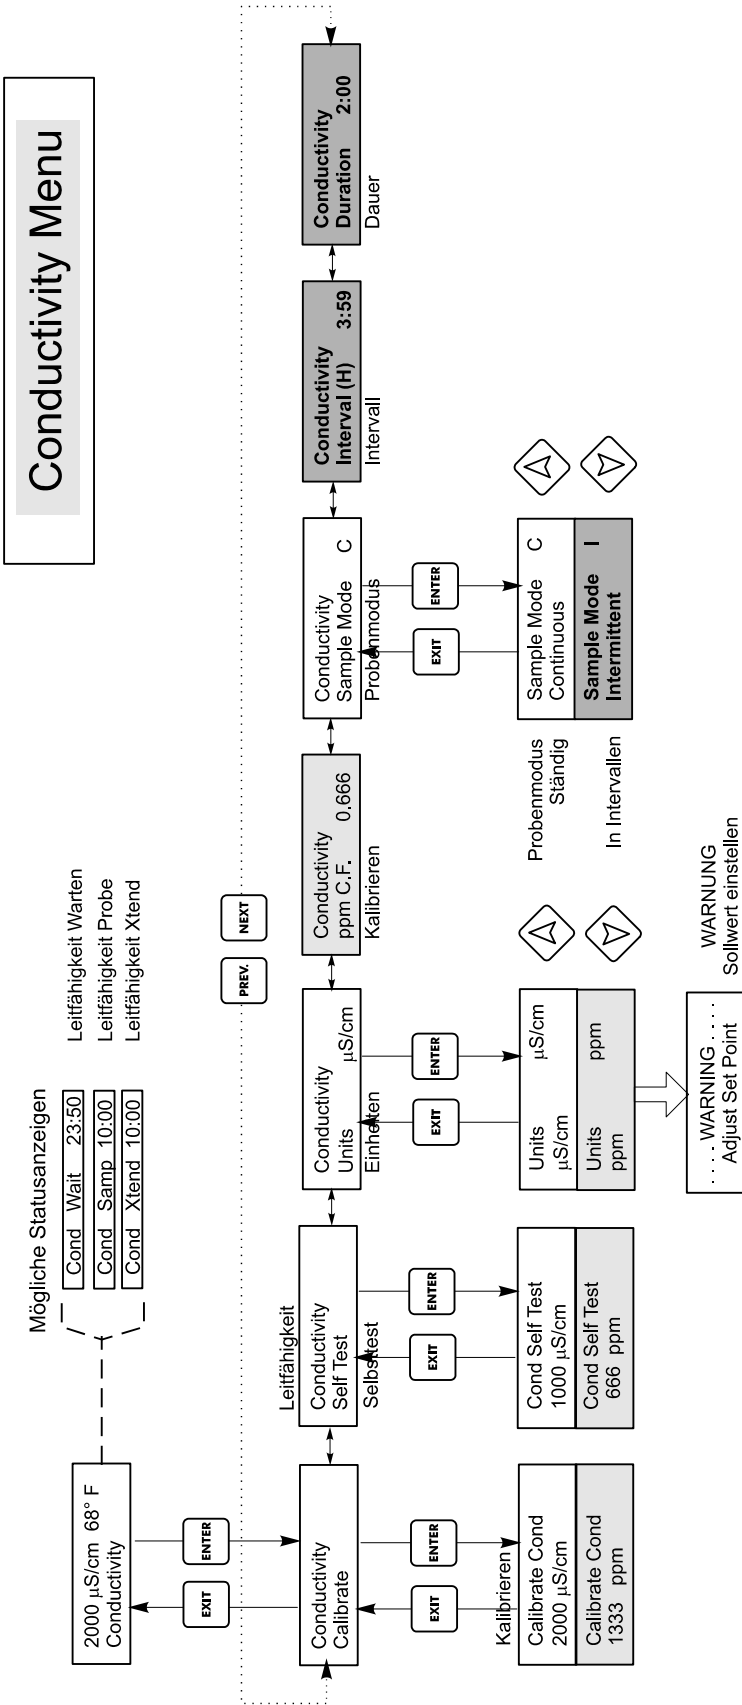 Conductivity Menu
2000 µS/cm 68° F
Conductivity
Mögliche Statusanzeigen
Cond Wait 23:50
Cond Samp 10:00
Cond Xtend 10:00
Leitfähigkeit Warten
Leitfähigkeit Probe
Leitfähigkeit Xtend
EXIT
ENTER
PREV.
NEXT
Conductivity
Calibrate
Leitfähigkeit
Conductivity
Self Test
Selbsttest
Conductivity
Units µS/cm
Einheiten
Conductivity
ppm C.F. 0.666
Kalibrieren
Conductivity
Sample Mode C
Probenmodus
Conductivity
Interval (H) 3:59
Intervall
Conductivity
Duration 2:00
Dauer
EXIT
ENTER
EXIT
ENTER
EXIT
ENTER
EXIT
ENTER
Kalibrieren
Calibrate Cond
2000 µS/cm
Calibrate Cond
1333 ppm
Cond Self Test
1000 µS/cm
Cond Self Test
666 ppm
Units µS/cm
µS/cm
Units ppm
ppm
Probenmodus
Ständig
In Intervallen
Sample Mode C
Continuous
Sample Mode I
Intermittent
. . . . WARNING . . . .
Adjust Set Point
WARNUNG
Sollwert einstellen